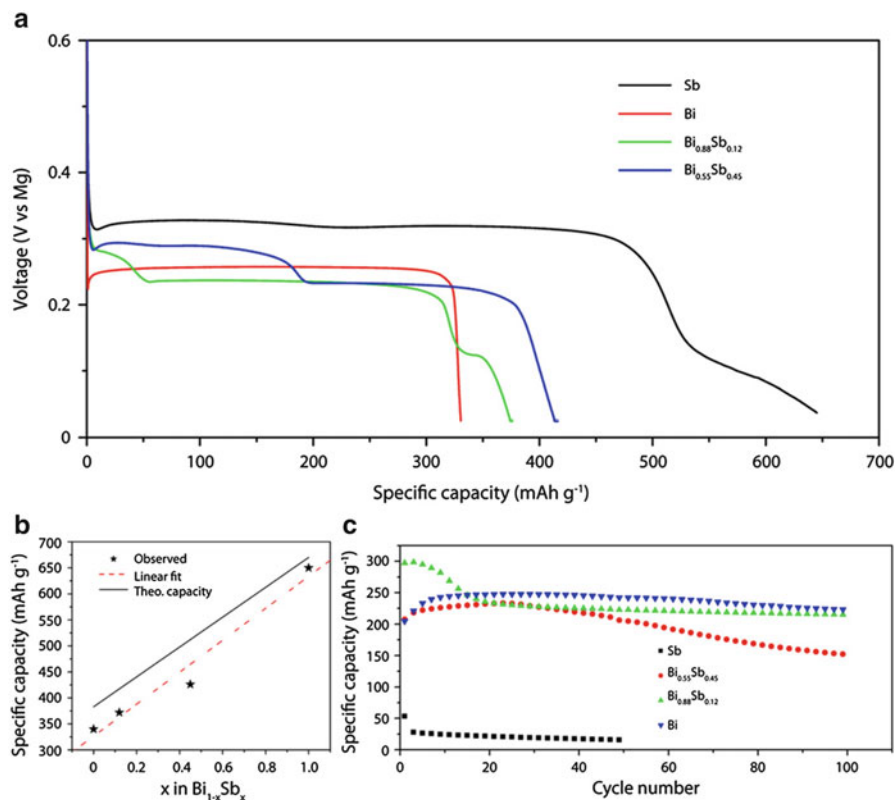 a
0.6
0.4
0.2
0
Voltage (V vs Mg)
Sb
Bi
Bi0.88Sb0.12
Bi0.55Sb0.45
0 100 200 300 400 500 600 700
Specific capacity (mAh g-1)
b
700
650
600
550
500
450
400
350
300
Specific capacity (mAh g-1)
Observed
Linear fit
Theo. capacity
0 0.2 0.4 0.6 0.8 1.0
x in Bi1-xSbx
c
300
250
200
150
100
50
0
Specific capacity (mAh g-1)
Sb
Bi0.55Sb0.45
Bi0.88Sb0.12
Bi
0 20 40 60 80 100
Cycle number